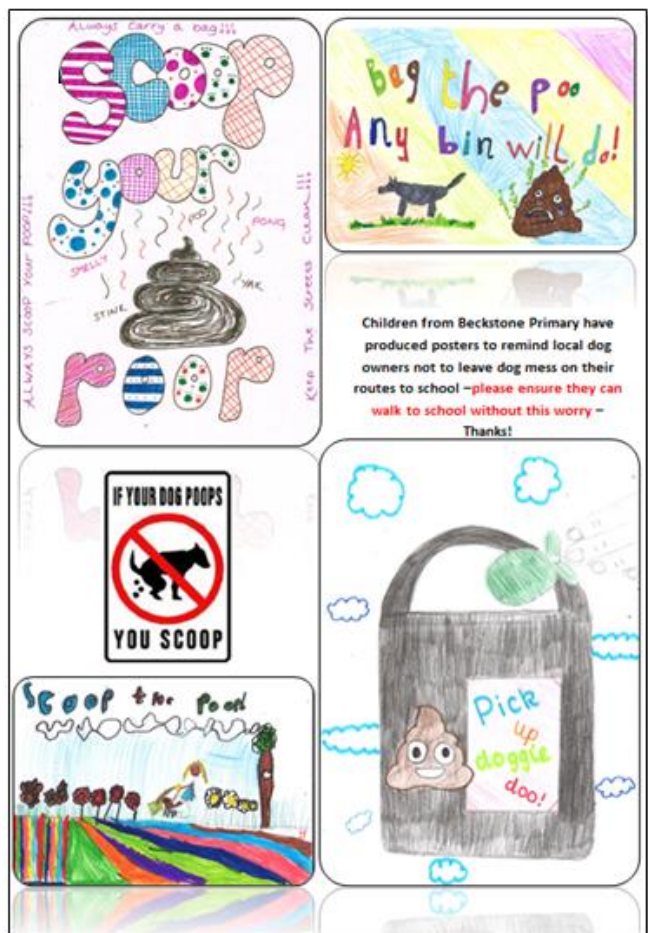 Always Carry a bag!!!
Scoop
your
POO
PONG
SMELLY
YAK
STINK
poop
ALWAYS SCOOP YOUR POOP!!!
Keep The Streets Clean!!!
Bag the poo
Any bin will do!
Children from Beckstone Primary have
produced posters to remind local dog
owners not to leave dog mess on their
routes to school –please ensure they can
walk to school without this worry –
Thanks!
IF YOUR DOG POOPS
YOU SCOOP
Scoop the Poo!
Pick
up
doggie
doo!